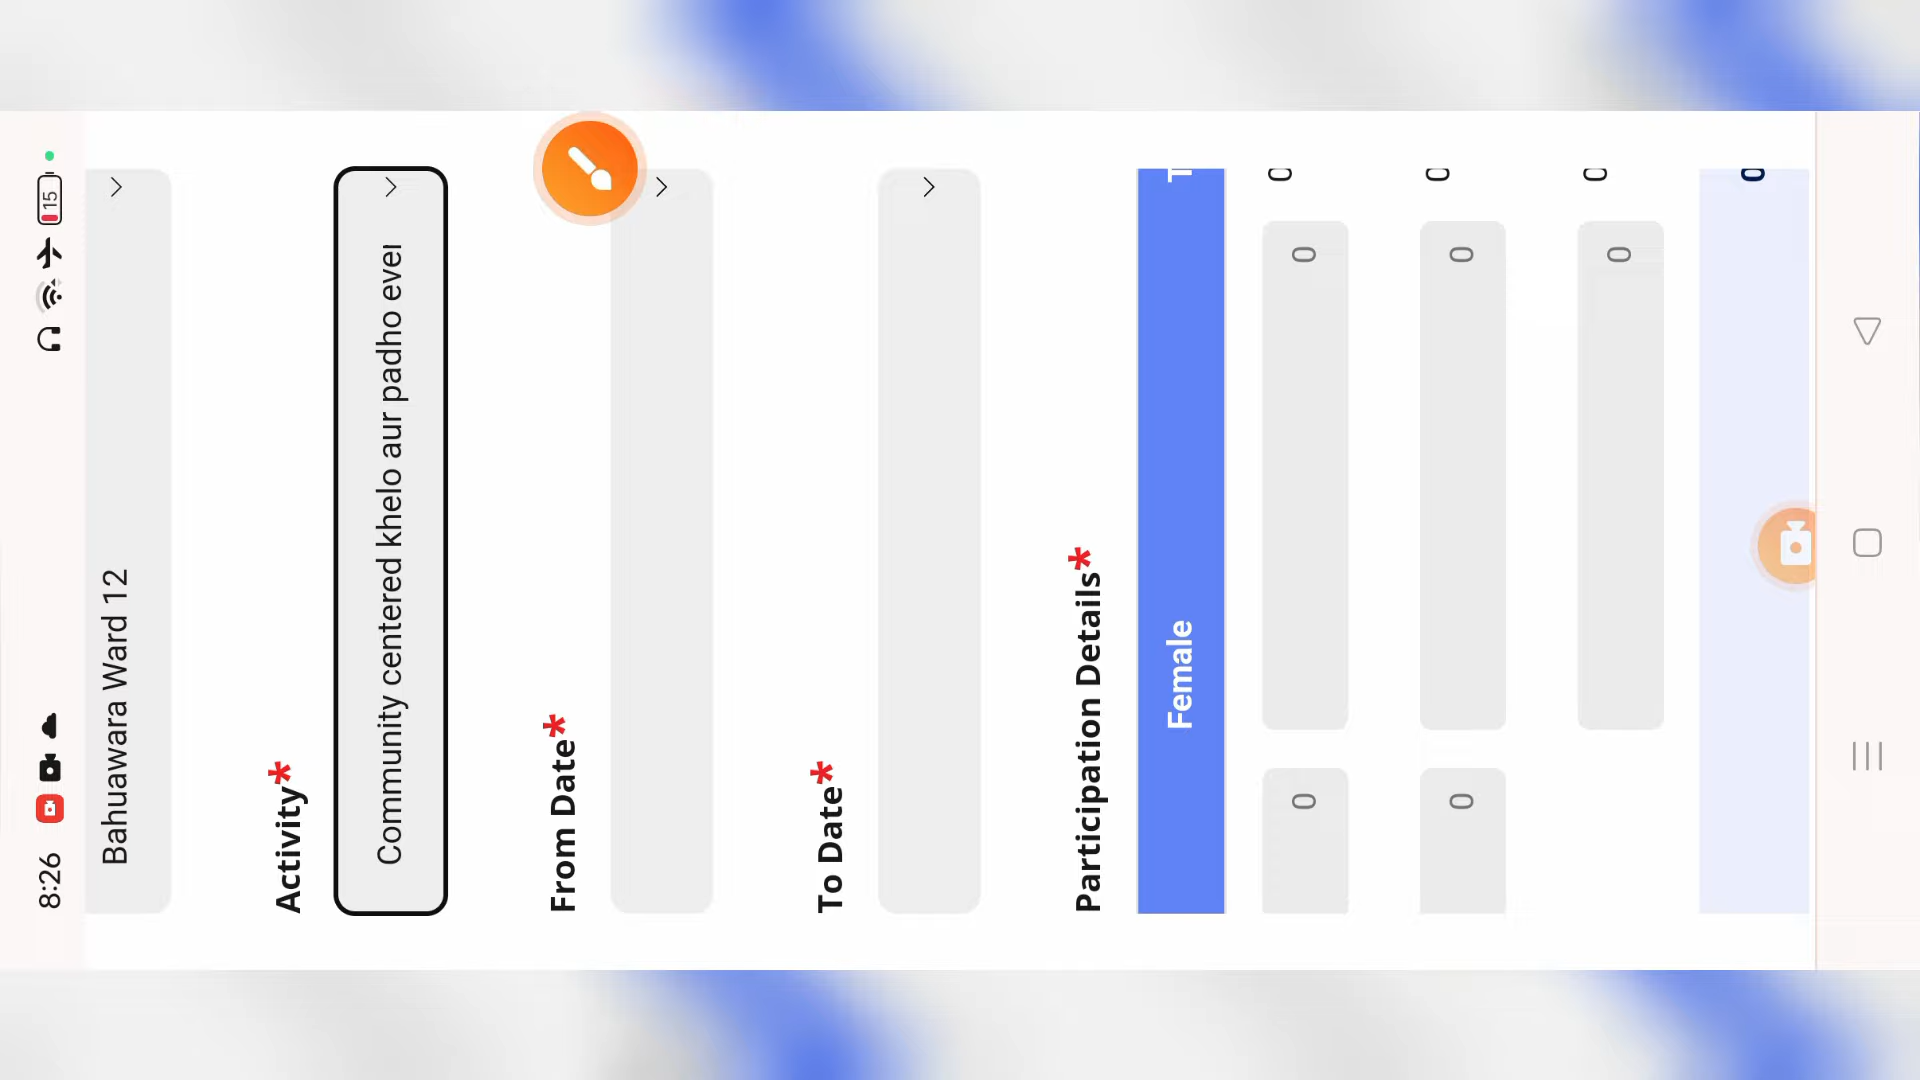 8:26
15
Bahuawara Ward 12
Activity*
Community centered khelo aur padho
From Date*
To Date*
Participation Details*
Female
0 0
0 0
0